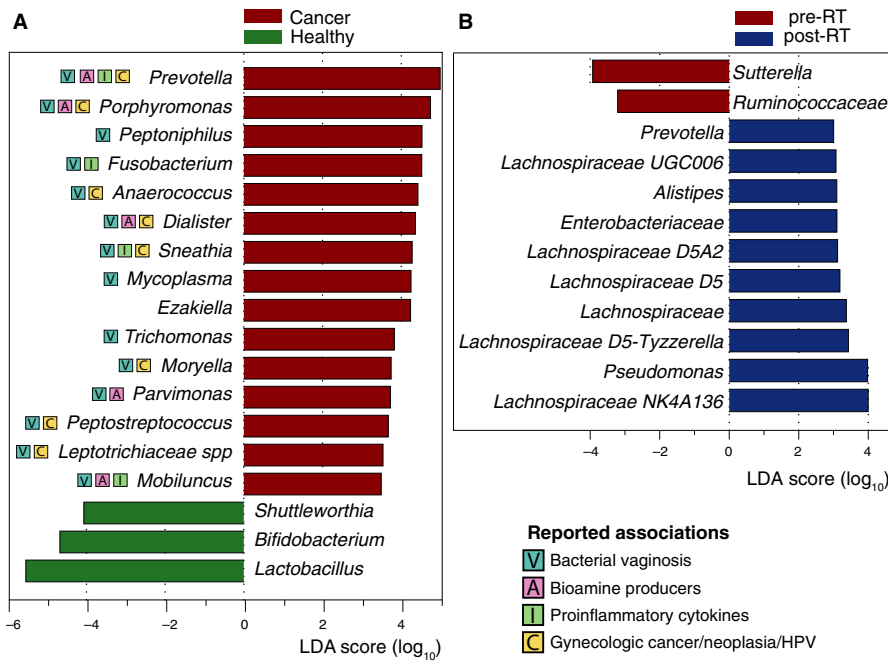 A
Cancer
Healthy
V A I C Prevotella
V A C Porphyromonas
V Peptoniphilus
V I Fusobacterium
V C Anaerococcus
V A C Dialister
V I C Sneathia
V Mycoplasma
Ezakiella
V Trichomonas
V C Moryella
V A Parvimonas
V C Peptostreptococcus
V C Leptotrichiaceae spp
V A I Mobiluncus
Shuttleworthia
Bifidobacterium
Lactobacillus
−6 −4 −2 0 2 4
LDA score (log10)
B
pre-RT
post-RT
Sutterella
Ruminococcaceae
Prevotella
Lachnospiraceae UGC006
Alistipes
Enterobacteriaceae
Lachnospiraceae D5A2
Lachnospiraceae D5
Lachnospiraceae
Lachnospiraceae D5-Tyzzerella
Pseudomonas
Lachnospiraceae NK4A136
−4 −2 0 2 4
LDA score (log10)
Reported associations
V Bacterial vaginosis
A Bioamine producers
I Proinflammatory cytokines
C Gynecologic cancer/neoplasia/HPV